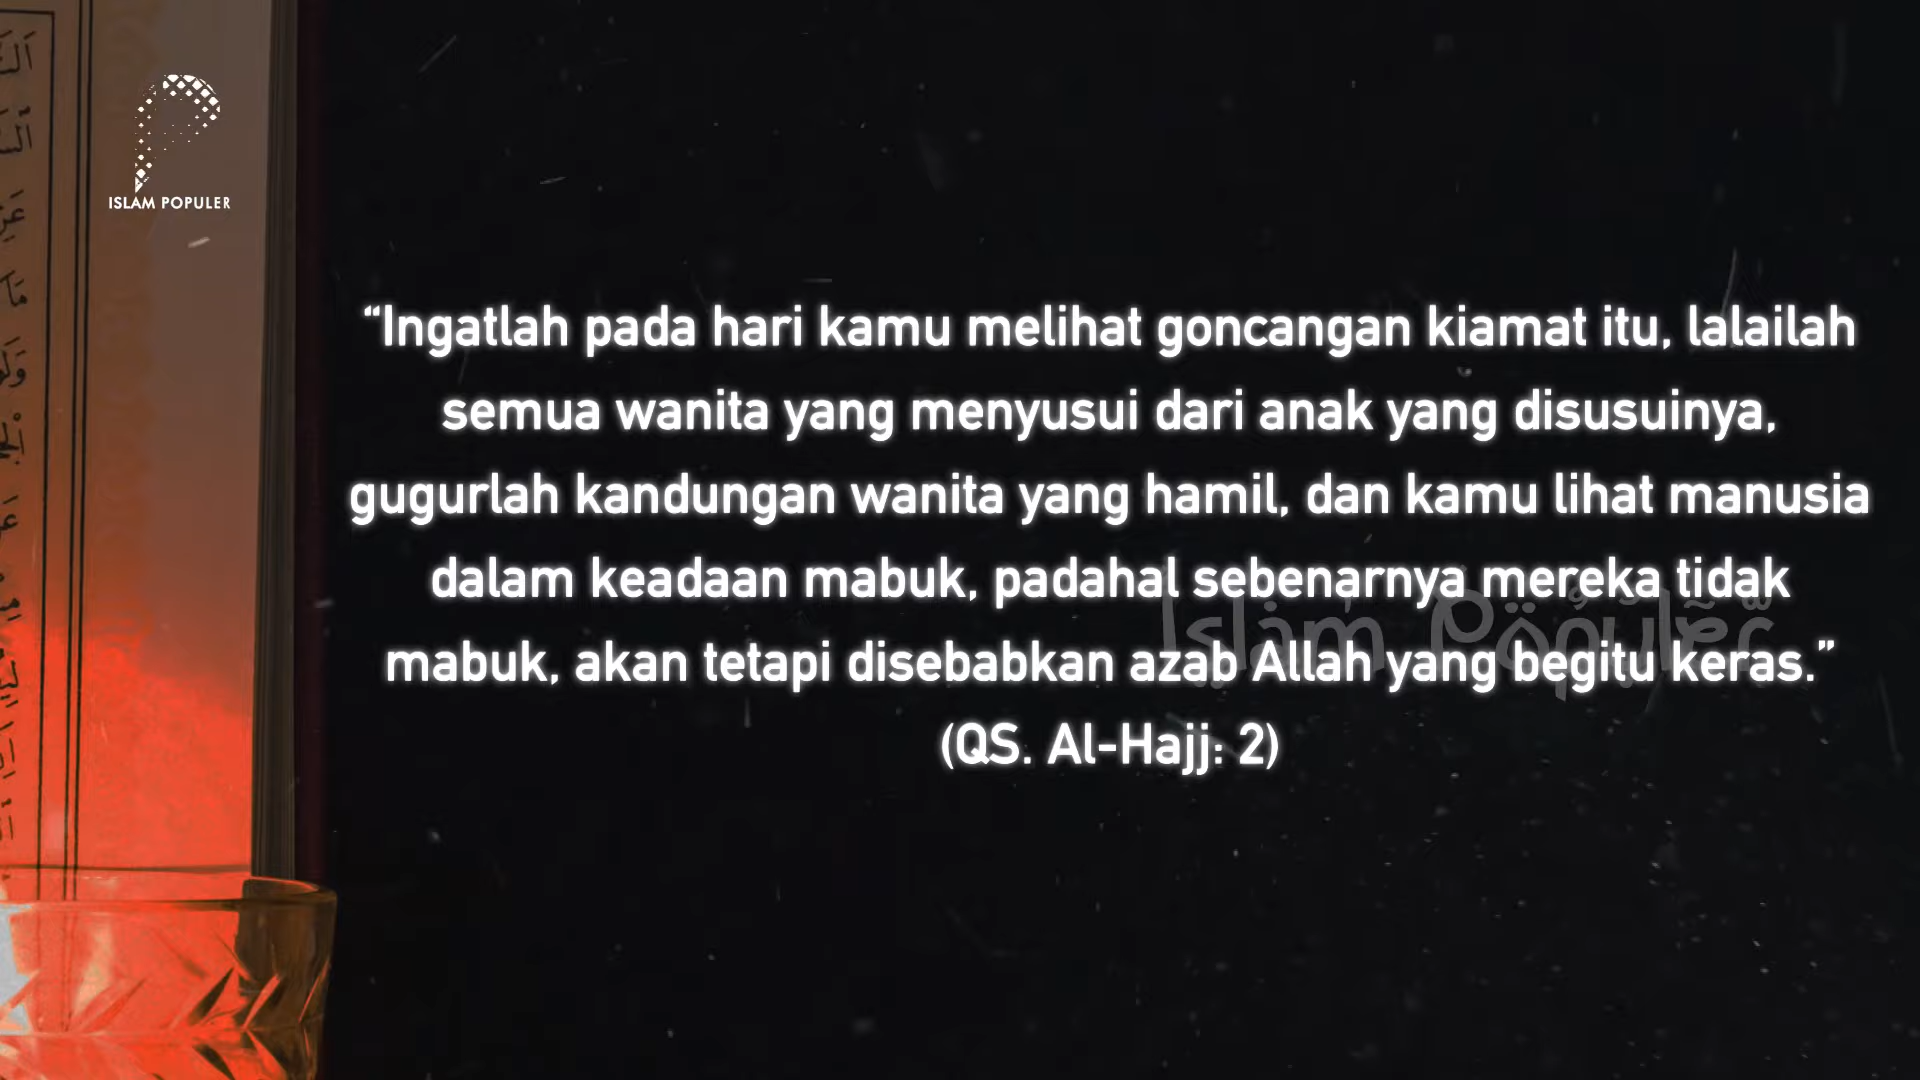 ISLAM POPULER
“Ingatlah pada hari kamu melihat goncangan kiamat itu, lalailah
semua wanita yang menyusui dari anak yang disusuinya,
gugurlah kandungan wanita yang hamil, dan kamu lihat manusia
dalam keadaan mabuk, padahal sebenarnya mereka tidak
mabuk, akan tetapi disebabkan azab Allah yang begitu keras.”
(QS. Al-Hajj: 2)
Islam Populer